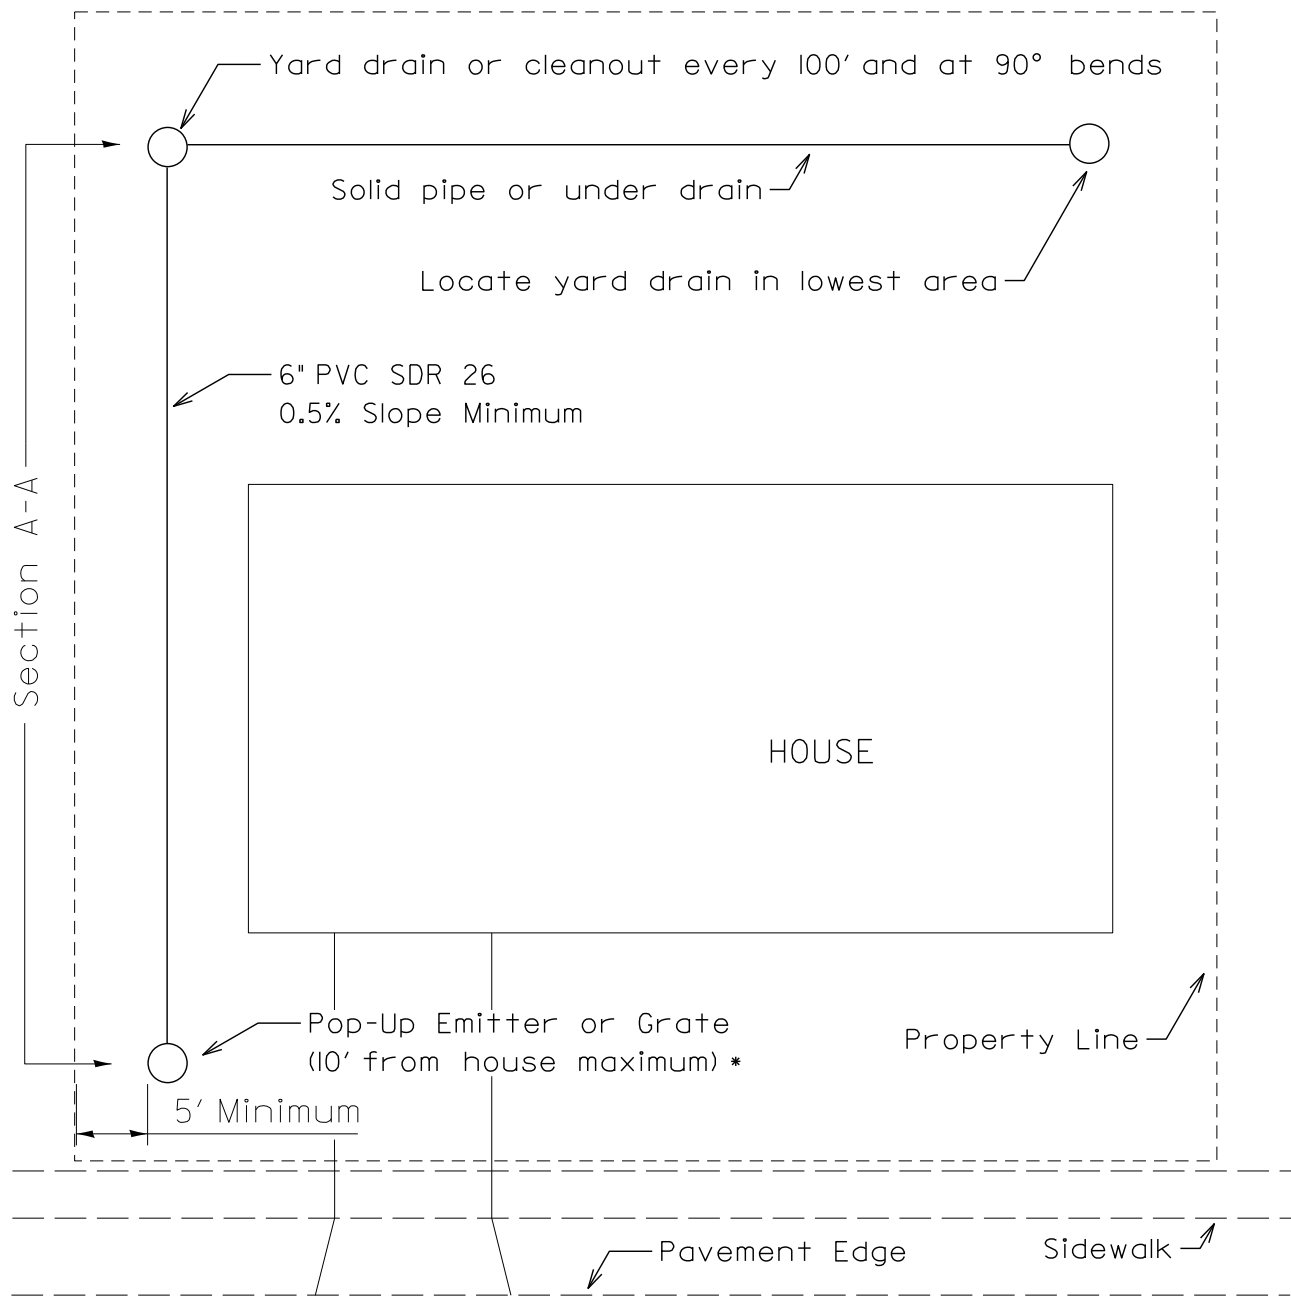 Yard drain or cleanout every 100' and at 90° bends
Solid pipe or under drain
Locate yard drain in lowest area
6" PVC SDR 26
0.5% Slope Minimum
Section A-A
HOUSE
Pop-Up Emitter or Grate
(10' from house maximum) *
Property Line
5' Minimum
Pavement Edge
Sidewalk